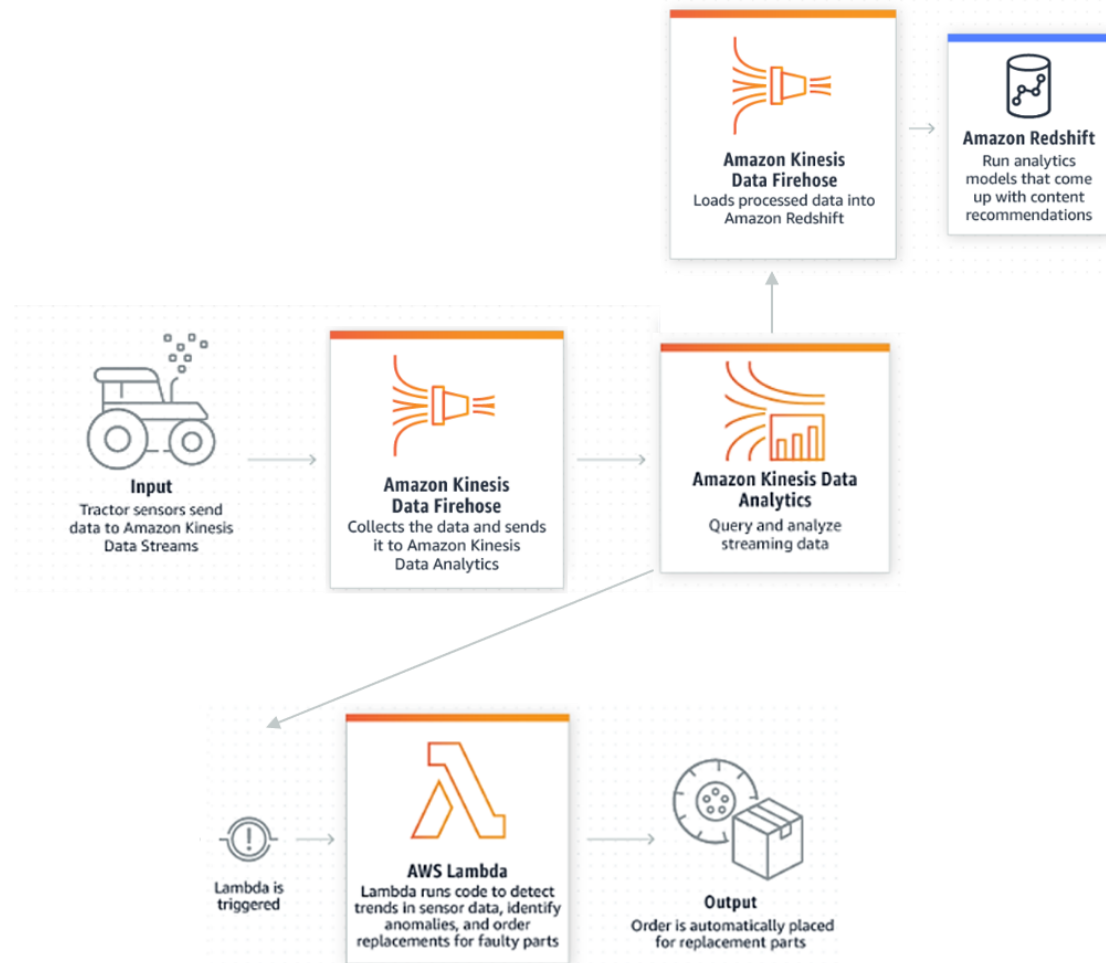 Amazon Kinesis
Data Firehose
Loads processed data into
Amazon Redshift
Amazon Redshift
Run analytics
models that come
up with content
recommendations
Input
Tractor sensors send
data to Amazon Kinesis
Data Streams
Amazon Kinesis
Data Firehose
Collects the data and sends
it to Amazon Kinesis
Data Analytics
Amazon Kinesis Data
Analytics
Query and analyze
streaming data
Lambda is
triggered
AWS Lambda
Lambda runs code to detect
trends in sensor data, identify
anomalies, and order
replacements for faulty parts
Output
Order is automatically placed
for replacement parts